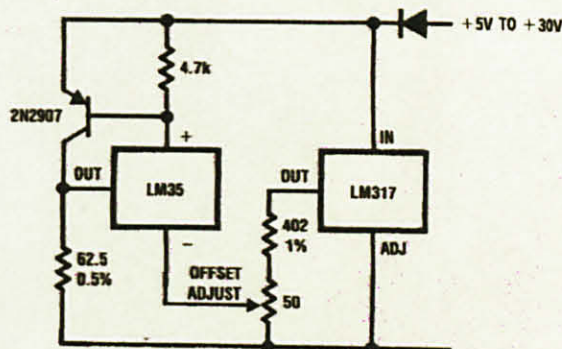 +5V TO +30V
4.7k
2N2907
+
IN
OUT
LM35
OUT
LM317
402
1%
ADJ
−
62.5
0.5%
OFFSET
ADJUST
50